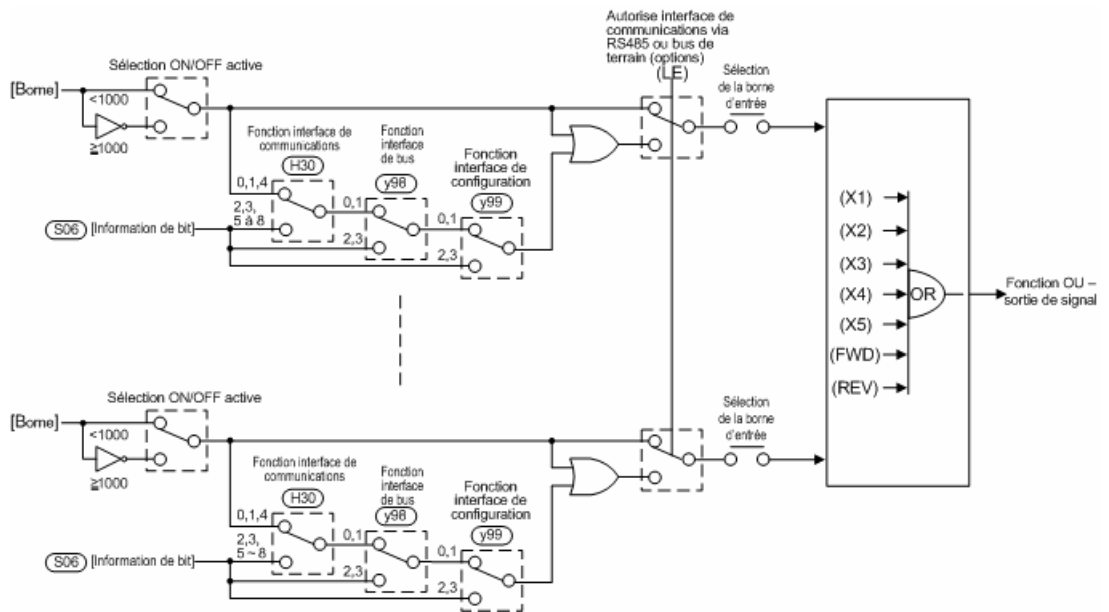 Autorise interface de
communications via
RS485 ou bus de
terrain (options)
(LE)
Sélection ON/OFF active
[Borne]
<1000
≧1000
Sélection
de la borne
d'entrée
Fonction interface de
communications
H30
Fonction
interface
de bus
y98
Fonction
interface de
configuration
y99
0,1,4
2,3,
5 à 8
0,1
2,3
0,1
2,3
S06 [Information de bit]
(X1)
(X2)
(X3)
(X4)
(X5)
(FWD)
(REV)
OR
Fonction OU –
sortie de signal
Sélection ON/OFF active
[Borne]
<1000
≧1000
Sélection
de la borne
d'entrée
Fonction interface de
communications
H30
Fonction
interface
de bus
y98
Fonction
interface de
configuration
y99
0,1,4
2,3,
5 ~ 8
0,1
2,3
0,1
2,3
S06 [Information de bit]